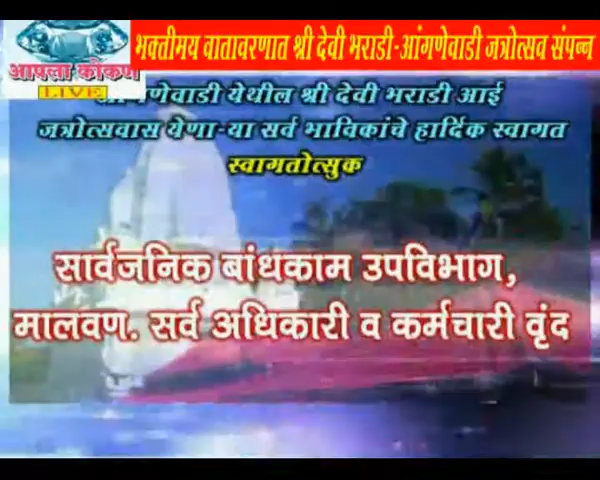 भक्तीमय वातावरणात श्री देवी भराडी-आंगणेवाडी जत्रोत्सव संपन्न
आपला कोकण
LIVE
येथील श्री देवी भराडी आई
जत्रोत्सवास येणा-या सर्व भाविकांचे हार्दिक स्वागत
स्वागतोत्सुक
सार्वजनिक बांधकाम उपविभाग,
मालवण. सर्व अधिकारी व कर्मचारी वृंद